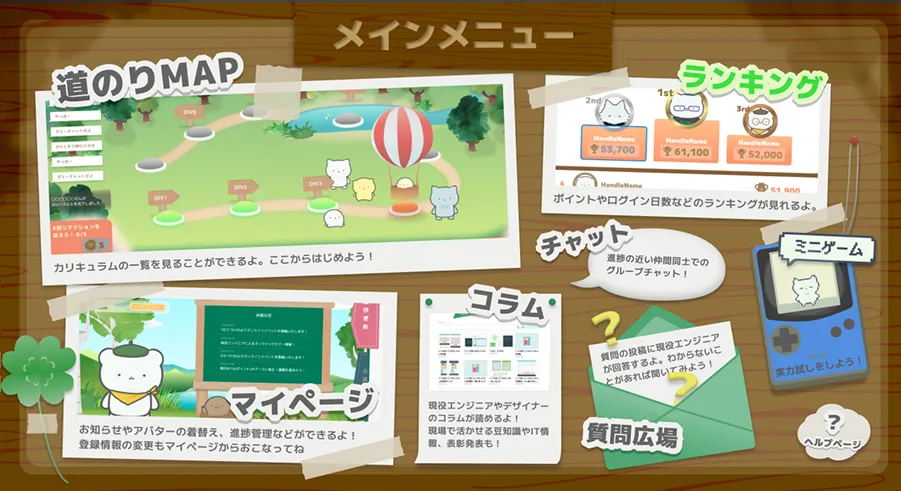 メインメニュー
道のりMAP
DIV5
DIV1
DIV2
DIV3
3
カリキュラムの一覧を見ることができるよ。ここからはじめよう!
ランキング
2nd
1st
3rd
HandleName
53,700
HandleName
61,100
HandleName
52,000
4
HandleName
51,900
ポイントやログイン日数などのランキングが見れるよ。
チャット
進捗の近い仲間同士での
グループチャット!
ミニゲーム
実力試しをしよう!
お知らせ
マイページ
お知らせやアバターの着替え、進捗管理などができるよ!
登録情報の変更もマイページからおこなってね
コラム
現役エンジニアやデザイナー
のコラムが読めるよ!
現場で活かせる豆知識やIT情
報、表彰発表も!
?
質問の投稿に現役エンジニア
が回答するよ。わからないこ
とがあれば聞いてみよう!
?
質問広場
?
ヘルプページ